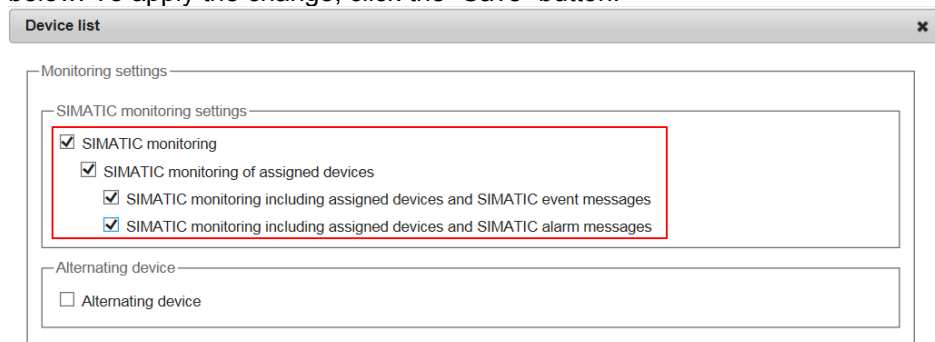 below. To apply the change, click the "Save" button.
Device list
Monitoring settings
SIMATIC monitoring settings
SIMATIC monitoring
SIMATIC monitoring of assigned devices
SIMATIC monitoring including assigned devices and SIMATIC event messages
SIMATIC monitoring including assigned devices and SIMATIC alarm messages
Alternating device
Alternating device